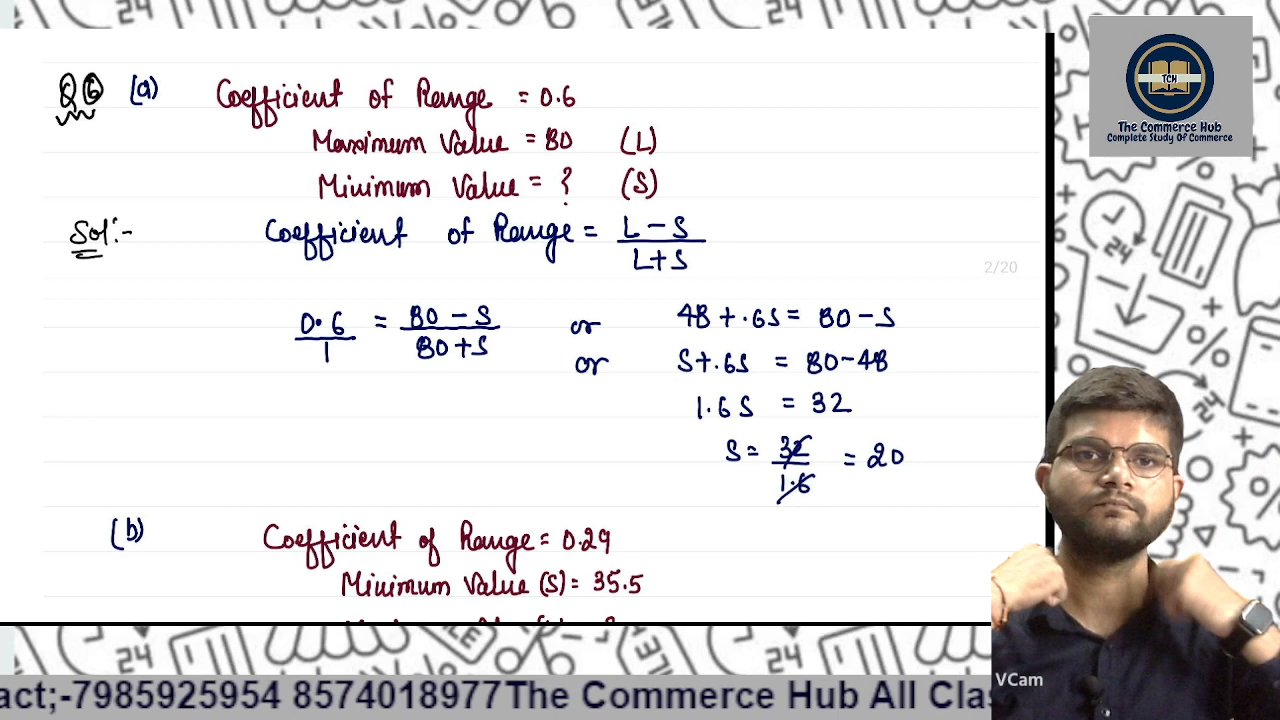 Q6 (a) Coefficient of Range = 0.6
Maximum Value = 80 (L)
Minimum Value = ? (S)
Sol:- Coefficient of Range = L - S
L + S
0.6 = 80 - S or 48 + .6S = 80 - S
1 80 + S or S + .6S = 80 - 48
1.6 S = 32
S = 32 = 20
1.6
(b) Coefficient of Range = 0.29
Minimum Value (S) = 35.5
TCH
The Commerce Hub
Complete Study Of Commerce
2/20
VCam
act;-7985925954 8574018977The Commerce Hub All Clas